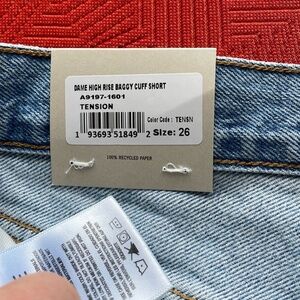 DAME HIGH RISE BAGGY CUFF SHORT
A9197-1601
TENSION
Color Code : TENSN
1 93693 51849 2 Size: 26
100% RECYCLED PAPER